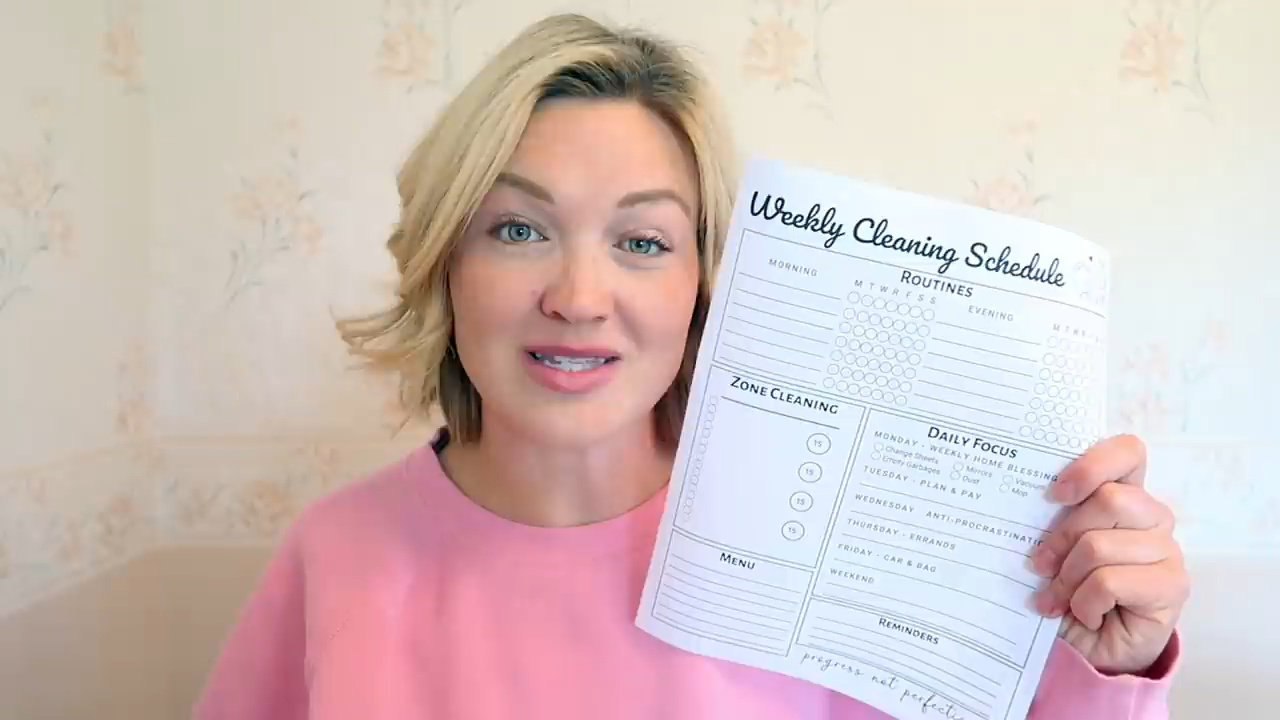 Weekly Cleaning Schedule
ROUTINES
MORNING
M T W R F S S
EVENING
M T W R F
ZONE CLEANING
15
15
15
15
MENU
DAILY FOCUS
MONDAY - WEEKLY HOME BLESSING
Change Sheets Mirrors Vacuum
Empty Garbages Dust Mop
TUESDAY - PLAN & PAY
WEDNESDAY - ANTI-PROCRASTINATIO
THURSDAY - ERRANDS
FRIDAY - CAR & BAG
WEEKEND
REMINDERS
progress not perfectio